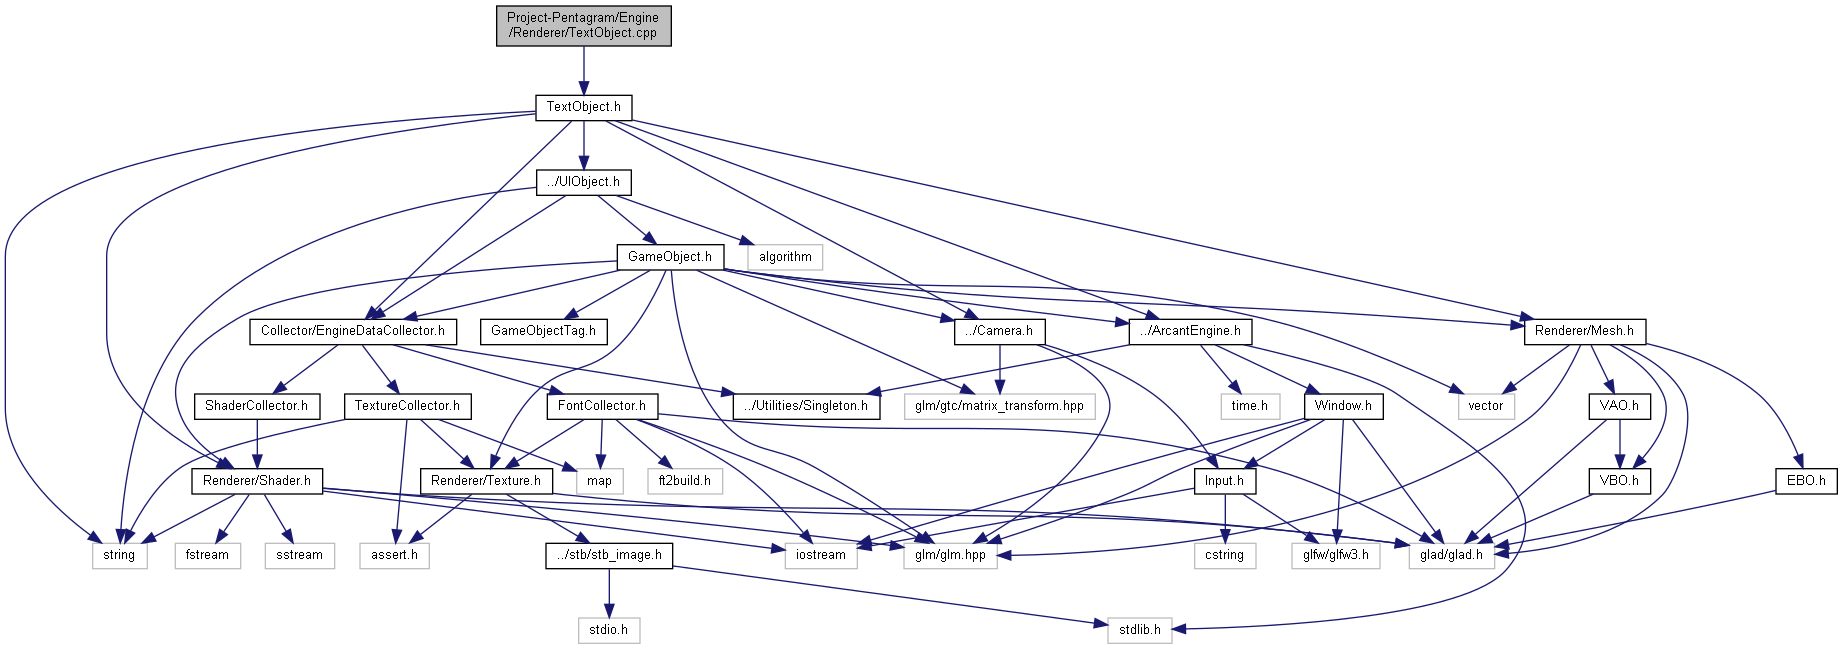 Project-Pentagram/Engine
/Renderer/TextObject.cpp
TextObject.h
../UIObject.h
GameObject.h
algorithm
Collector/EngineDataCollector.h
GameObjectTag.h
../Camera.h
../ArcantEngine.h
Renderer/Mesh.h
ShaderCollector.h
TextureCollector.h
FontCollector.h
../Utilities/Singleton.h
glm/gtc/matrix_transform.hpp
time.h
Window.h
vector
VAO.h
Renderer/Shader.h
Renderer/Texture.h
map
ft2build.h
Input.h
VBO.h
EBO.h
string
fstream
sstream
assert.h
../stb/stb_image.h
iostream
glm/glm.hpp
cstring
glfw/glfw3.h
glad/glad.h
stdio.h
stdlib.h